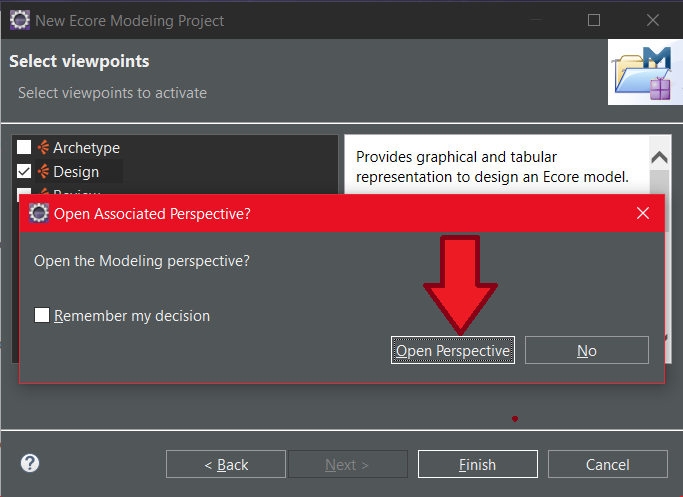 New Ecore Modeling Project
Select viewpoints
Select viewpoints to activate
Archetype
Design
Review
Provides graphical and tabular
representation to design an Ecore model.
Open Associated Perspective?
Open the Modeling perspective?
Remember my decision
Open Perspective
No
< Back
Next >
Finish
Cancel